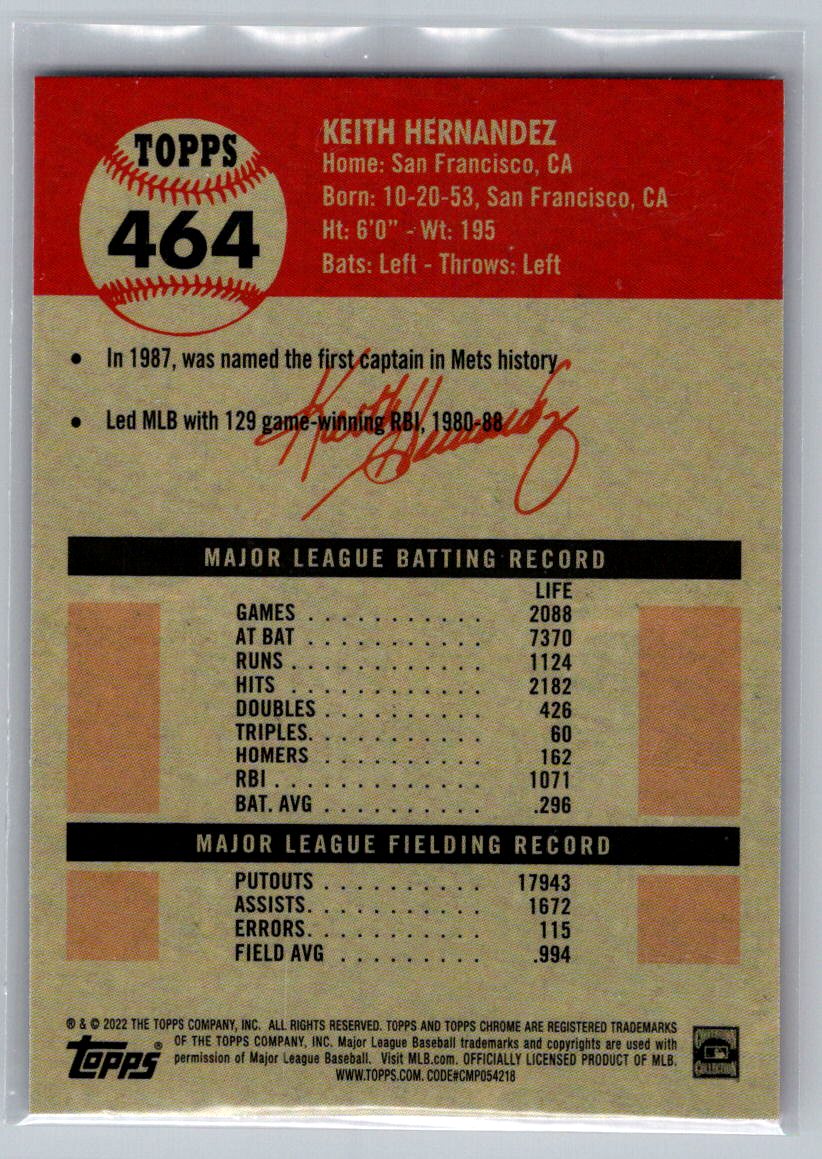 TOPPS
464
KEITH HERNANDEZ
Home: San Francisco, CA
Born: 10-20-53, San Francisco, CA
Ht: 6'0" - Wt: 195
Bats: Left - Throws: Left
• In 1987, was named the first captain in Mets history
• Led MLB with 129 game-winning RBI, 1980-88
Keith Hernandez
MAJOR LEAGUE BATTING RECORD
LIFE
GAMES . . . . . . . . . . . 2088
AT BAT . . . . . . . . . . . 7370
RUNS . . . . . . . . . . . . 1124
HITS . . . . . . . . . . . . 2182
DOUBLES . . . . . . . . . . 426
TRIPLES. . . . . . . . . . . 60
HOMERS . . . . . . . . . . . 162
RBI . . . . . . . . . . . . . 1071
BAT. AVG . . . . . . . . . . .296
MAJOR LEAGUE FIELDING RECORD
PUTOUTS . . . . . . . . . . 17943
ASSISTS. . . . . . . . . . . 1672
ERRORS. . . . . . . . . . . 115
FIELD AVG . . . . . . . . . .994
® & © 2022 THE TOPPS COMPANY, INC. ALL RIGHTS RESERVED. TOPPS AND TOPPS CHROME ARE REGISTERED TRADEMARKS
OF THE TOPPS COMPANY, INC. Major League Baseball trademarks and copyrights are used with
permission of Major League Baseball. Visit MLB.com. OFFICIALLY LICENSED PRODUCT OF MLB.
WWW.TOPPS.COM. CODE#CMP054218
topps®
COOPERSTOWN
COLLECTION